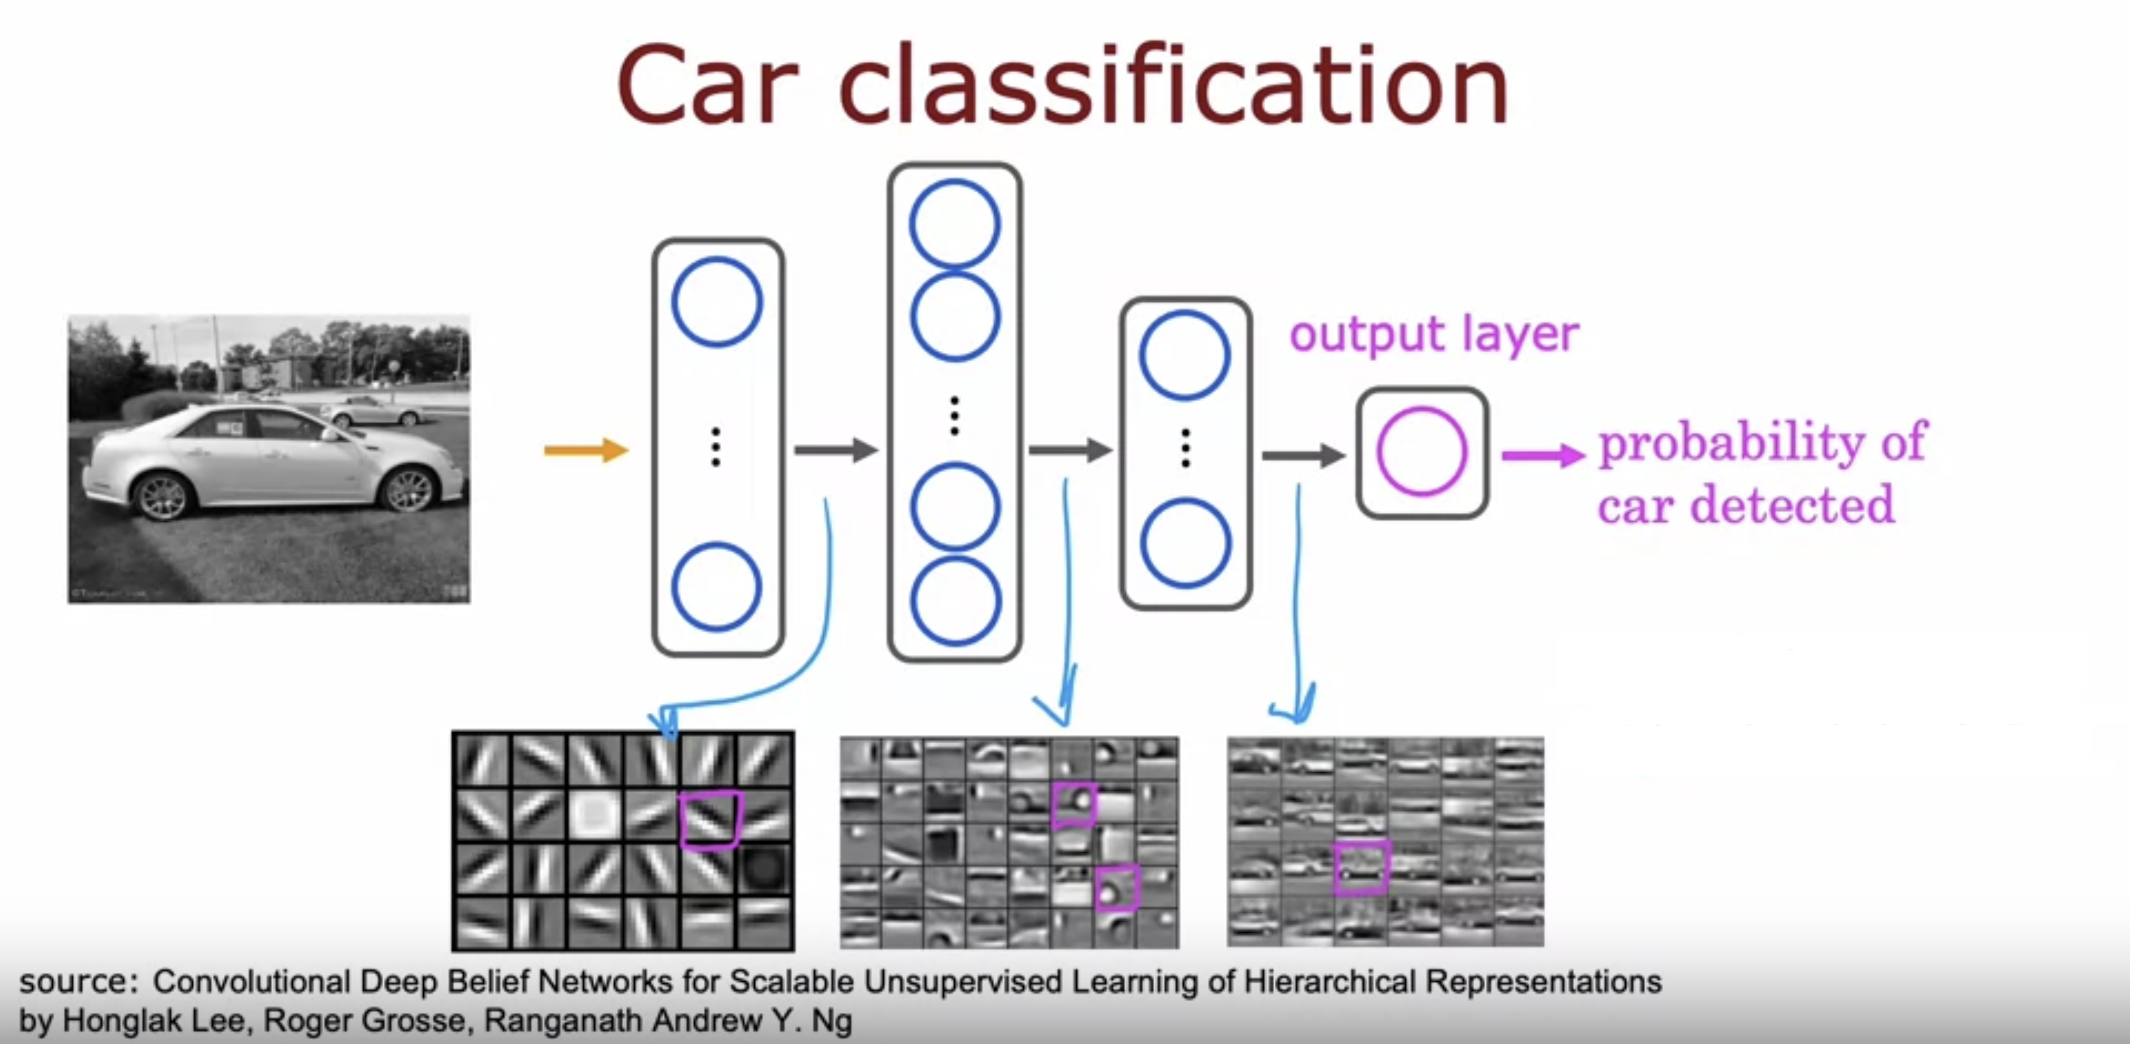 Car classification
output layer
probability of
car detected
source: Convolutional Deep Belief Networks for Scalable Unsupervised Learning of Hierarchical Representations
by Honglak Lee, Roger Grosse, Ranganath Andrew Y. Ng